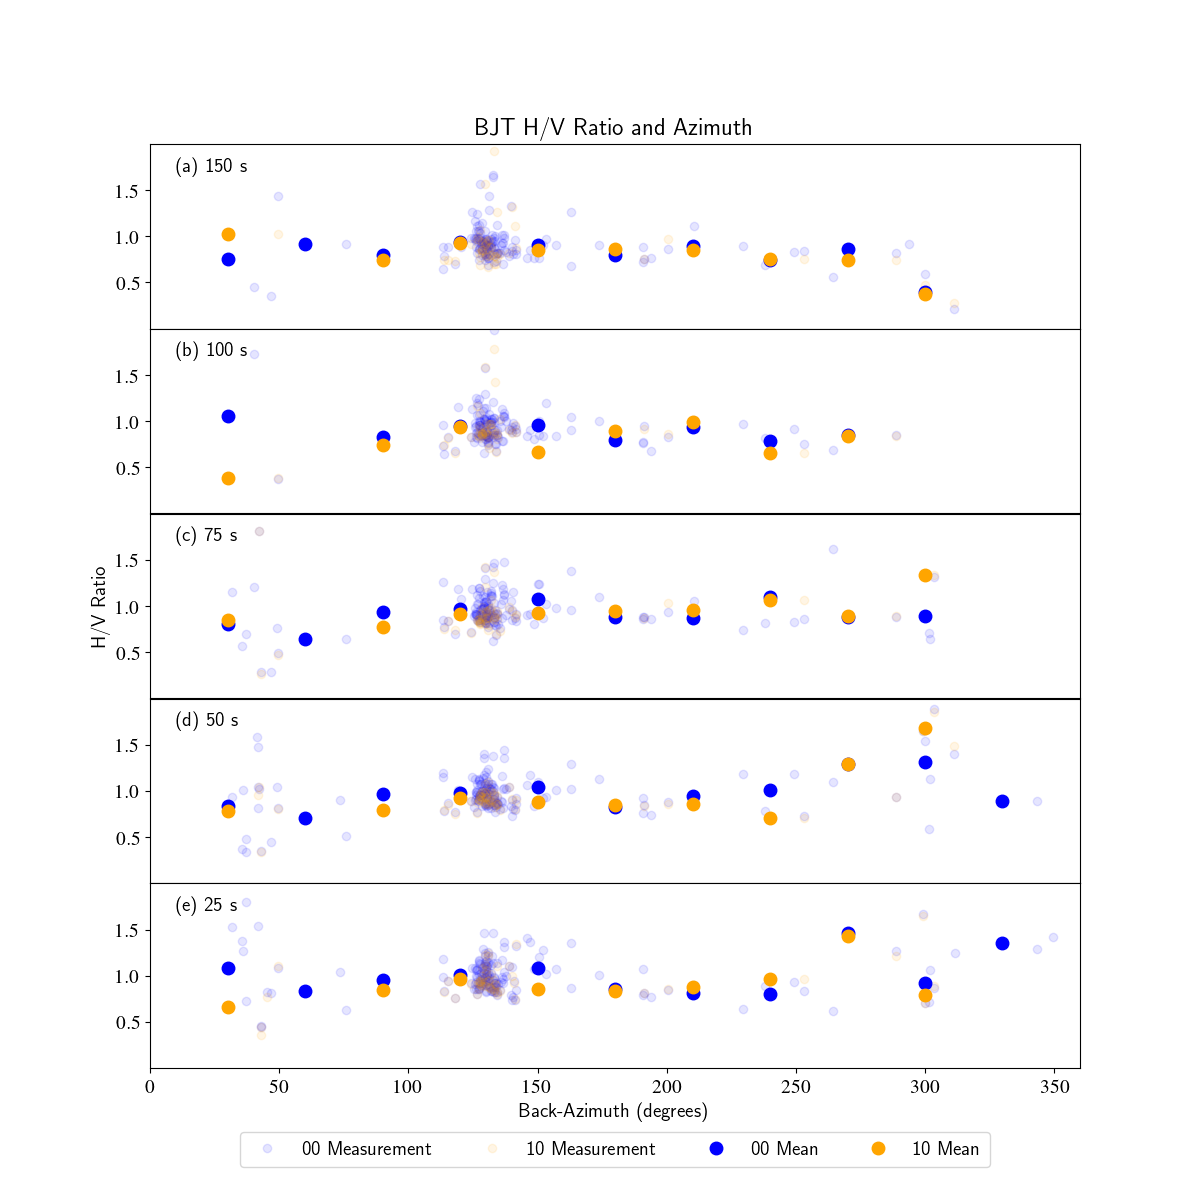 BJT H/V Ratio and Azimuth
(a) 150 s
1.5
1.0
0.5
(b) 100 s
1.5
1.0
0.5
(c) 75 s
1.5
1.0
0.5
H/V Ratio
(d) 50 s
1.5
1.0
0.5
(e) 25 s
1.5
1.0
0.5
0 50 100 150 200 250 300 350
Back-Azimuth (degrees)
00 Measurement 10 Measurement 00 Mean 10 Mean